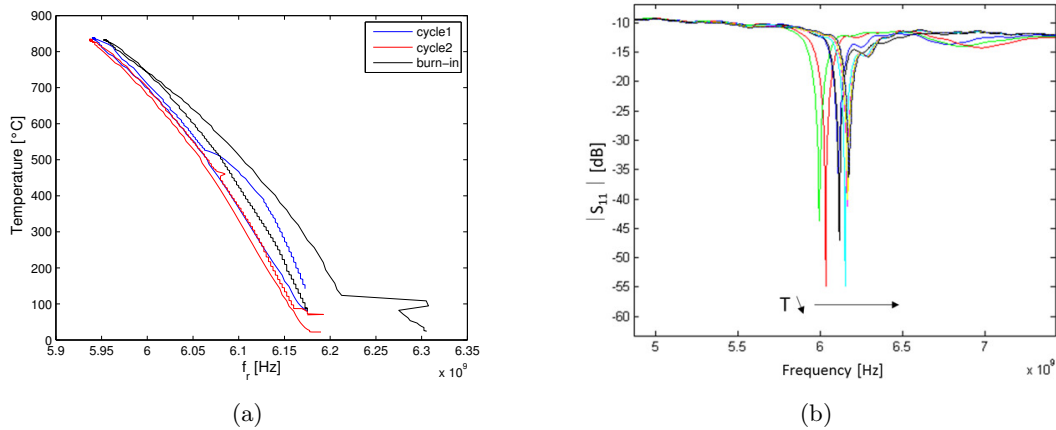 900
800
700
600
500
400
300
200
100
0
Temperature [°C]
cycle1
cycle2
burn-in
5.9 5.95 6 6.05 6.1 6.15 6.2 6.25 6.3 6.35
f_r [Hz]
x 10^9
(a)
-10
-15
-20
-25
-30
-35
-40
-45
-50
-55
-60
|S_11| [dB]
T
5 5.5 6 6.5 7
Frequency [Hz]
x 10^9
(b)